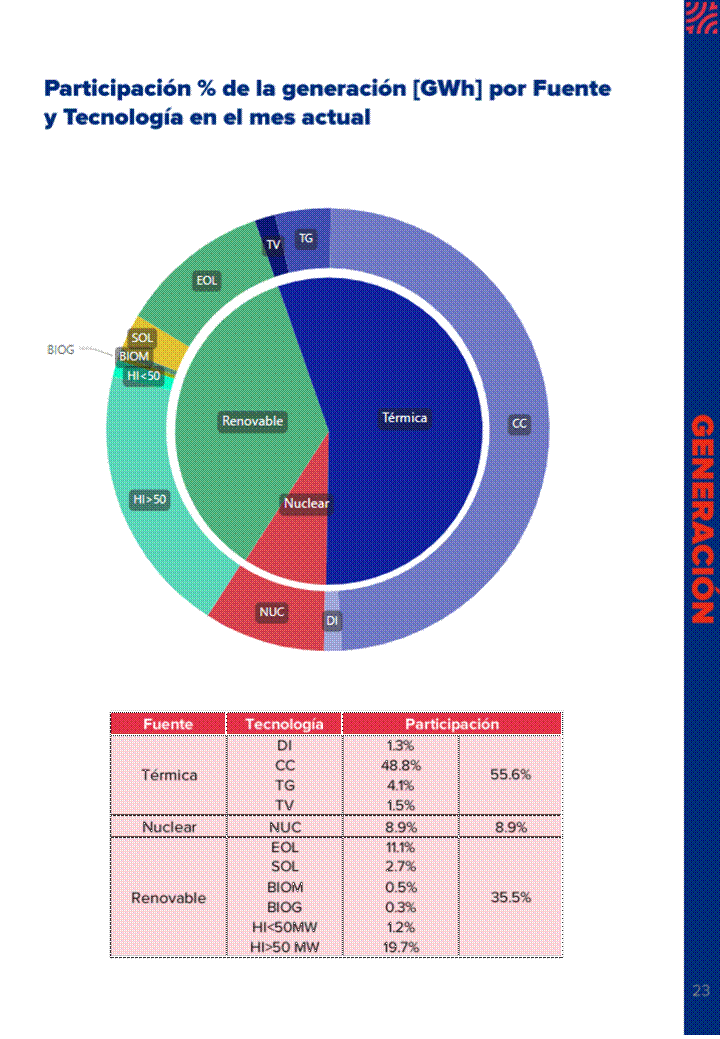 Participación % de la generación [GWh] por Fuente
y Tecnología en el mes actual
TV
TG
EOL
SOL
BIOG
BIOM
HI<50
Renovable
Térmica
CC
HI>50
Nuclear
NUC
DI
GENERACIÓN
Fuente Tecnología Participación
Térmica DI 1.3% 55.6%
CC 48.8%
TG 4.1%
TV 1.5%
Nuclear NUC 8.9% 8.9%
Renovable EOL 11.1% 35.5%
SOL 2.7%
BIOM 0.5%
BIOG 0.3%
HI<50MW 1.2%
HI>50 MW 19.7%
23